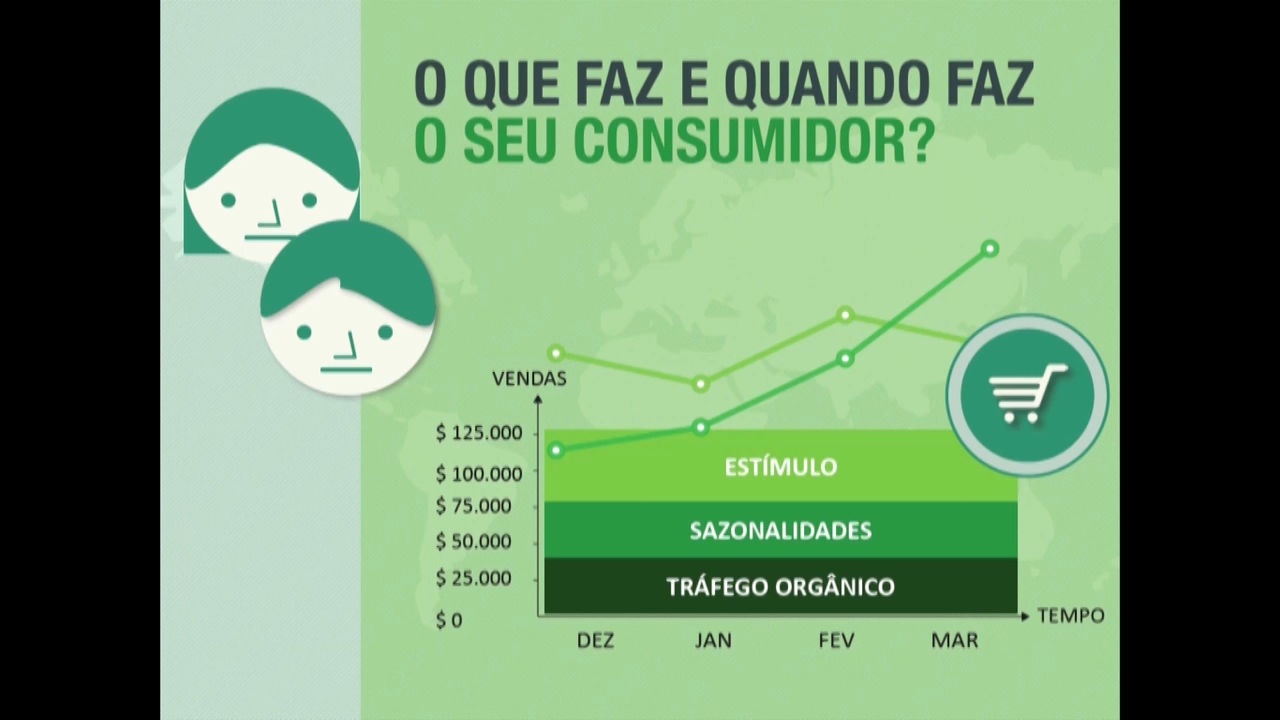 O QUE FAZ E QUANDO FAZ
O SEU CONSUMIDOR?
VENDAS
$ 125.000
$ 100.000
$ 75.000
$ 50.000
$ 25.000
$ 0
ESTÍMULO
SAZONALIDADES
TRÁFEGO ORGÂNICO
TEMPO
DEZ JAN FEV MAR